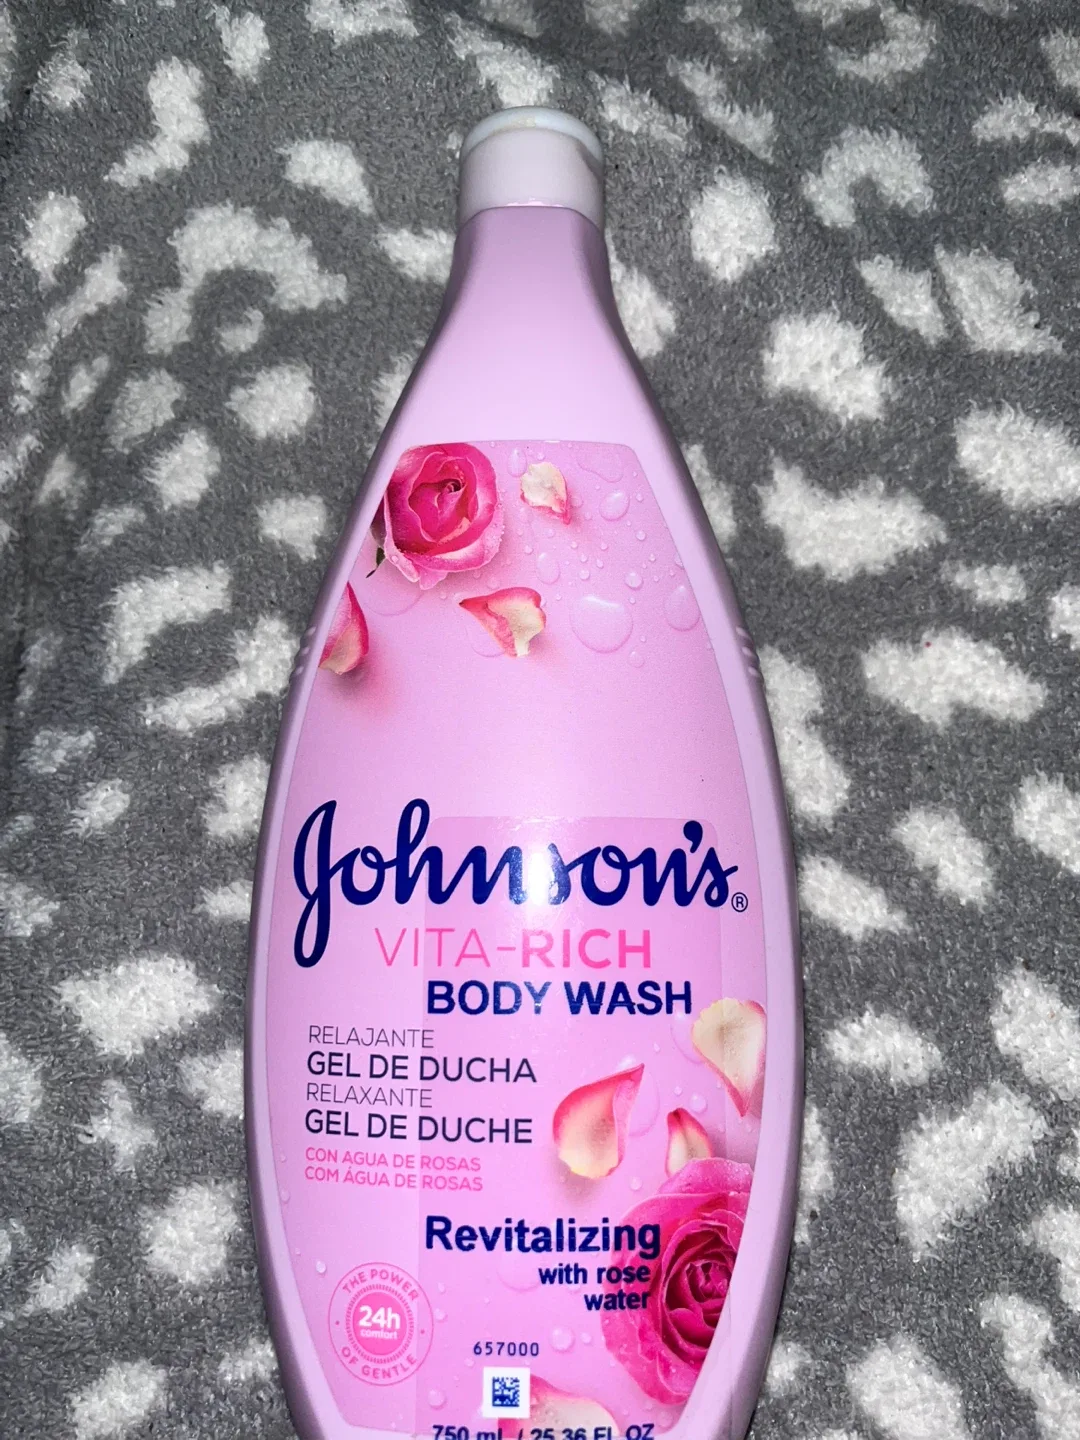 Johnson's®
VITA-RICH
BODY WASH
RELAJANTE
GEL DE DUCHA
RELAXANTE
GEL DE DUCHE
CON AGUA DE ROSAS
COM ÁGUA DE ROSAS
Revitalizing
with rose
water
THE POWER
24h
comfort
OF GENTLE
657000
750 mL / 25.36 FL OZ